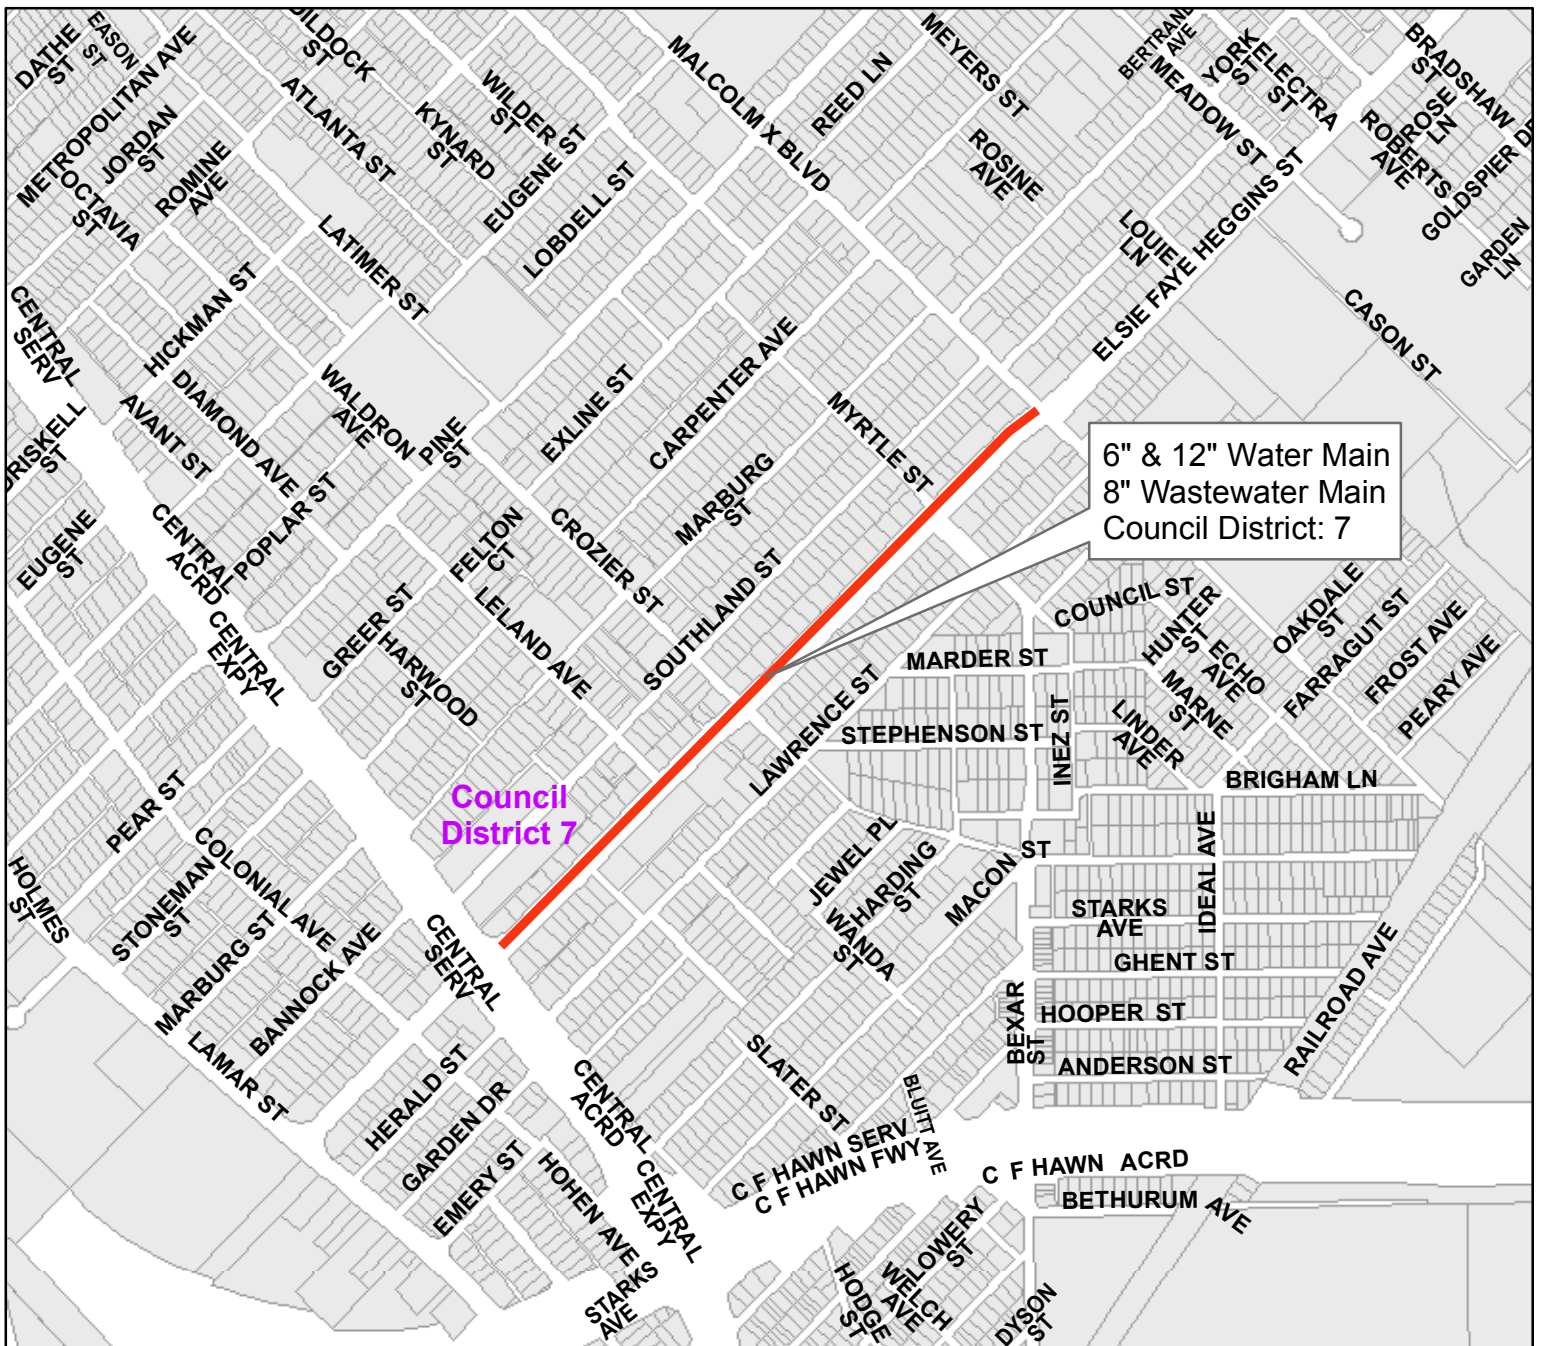 DATHE
ST
EASON
ST
METROPOLITAN AVE
JORDAN
ST
OCTAVIA
ST
ROMINE
AVE
ST
ATLANTA ST
KYNARD
ST
WILDER
ST
EUGENE ST
LOBDELL ST
LATIMER ST
MALCOLM X BLVD
REED LN
MEYERS ST
ROSINE
AVE
BERTRAND
AVE
YORK
ST
ELECTRA
ST
MEADOW ST
BRADSHAW
ST
PROSE
LN
ROBERTS
AVE
GOLDSPIER DR
GARDEN
LN
LOUIE
LN
ELSIE FAYE HEGGINS ST
CASON ST
CENTRAL
SERV
HICKMAN ST
DIAMOND AVE
AVANT ST
WALDRON
AVE
PINE
ST
EXLINE ST
CARPENTER AVE
MYRTLE ST
DRISKELL
ST
EUGENE
ST
CENTRAL
ACRD
POPLAR ST
FELTON
CT
CROZIER ST
MARBURG
ST
SOUTHLAND ST
CENTRAL
EXPY
GREER ST
HARWOOD
ST
LELAND AVE
6" & 12" Water Main
8" Wastewater Main
Council District: 7
COUNCIL ST
HUNTER
ST
ECHO
AVE
OAKDALE
ST
FARRAGUT ST
FROST AVE
PEARY AVE
MARDER ST
MARNE
ST
LINDER
AVE
INEZ ST
STEPHENSON ST
LAWRENCE ST
BRIGHAM LN
Council
District 7
PEAR ST
COLONIAL AVE
STONEMAN
ST
HOLMES
ST
MARBURG ST
BANNOCK AVE
LAMAR ST
CENTRAL
SERV
JEWEL PL
HARDING
ST
WANDA
ST
MACON ST
IDEAL AVE
STARKS
AVE
GHENT ST
HOOPER ST
BEXAR
ST
ANDERSON ST
RAILROAD AVE
SLATER ST
BLUITT AVE
HERALD ST
GARDEN DR
EMERY ST
HOHEN AVE
STARKS
AVE
CENTRAL
ACRD
CENTRAL
EXPY
C F HAWN SERV
C F HAWN FWY
C F HAWN ACRD
BETHURUM AVE
LOWERY
ST
WELCH
AVE
HODGE
ST
DYSON
ST